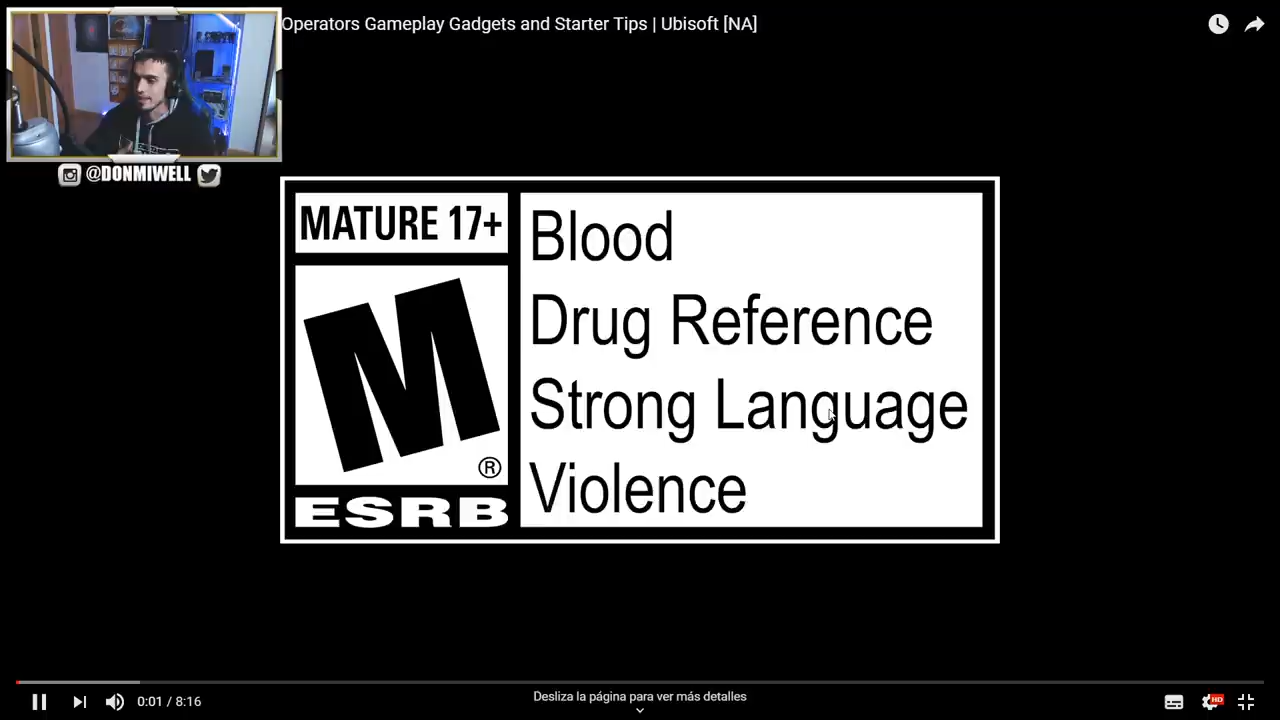 Operators Gameplay Gadgets and Starter Tips | Ubisoft [NA]
@DONMIWELL
MATURE 17+
M
®
ESRB
Blood
Drug Reference
Strong Language
Violence
0:01 / 8:16
Desliza la página para ver más detalles
HD